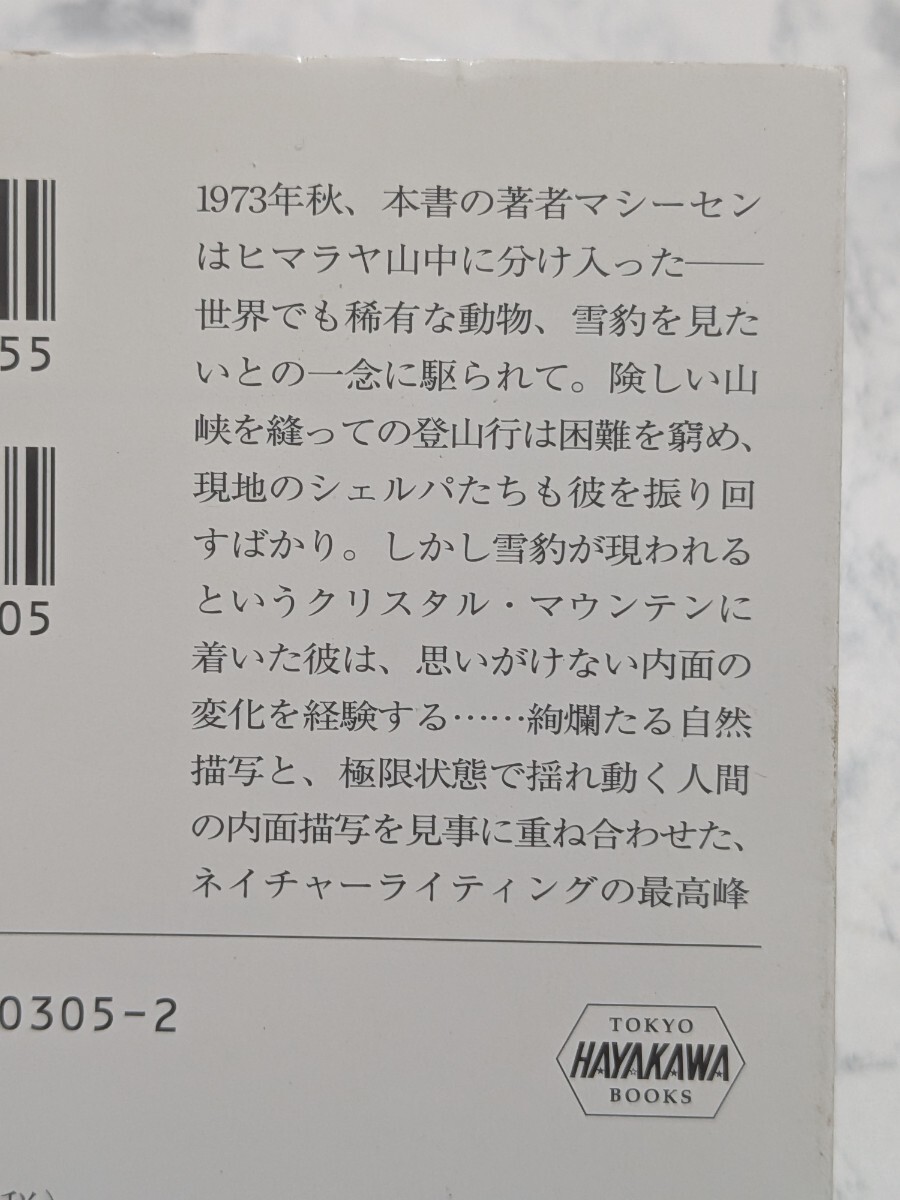 1973年秋、本書の著者マシーセン
はヒマラヤ山中に分け入った――
世界でも稀有な動物、雪豹を見た
いとの一念に駆られて。険しい山
峡を縫っての登山行は困難を窮め、
現地のシェルパたちも彼を振り回
すばかり。しかし雪豹が現われる
というクリスタル・マウンテンに
着いた彼は、思いがけない内面の
変化を経験する……絢爛たる自然
描写と、極限状態で揺れ動く人間
の内面描写を見事に重ね合わせた、
ネイチャーライティングの最高峰
55
05
0305-2
TOKYO
HAYAKAWA
BOOKS